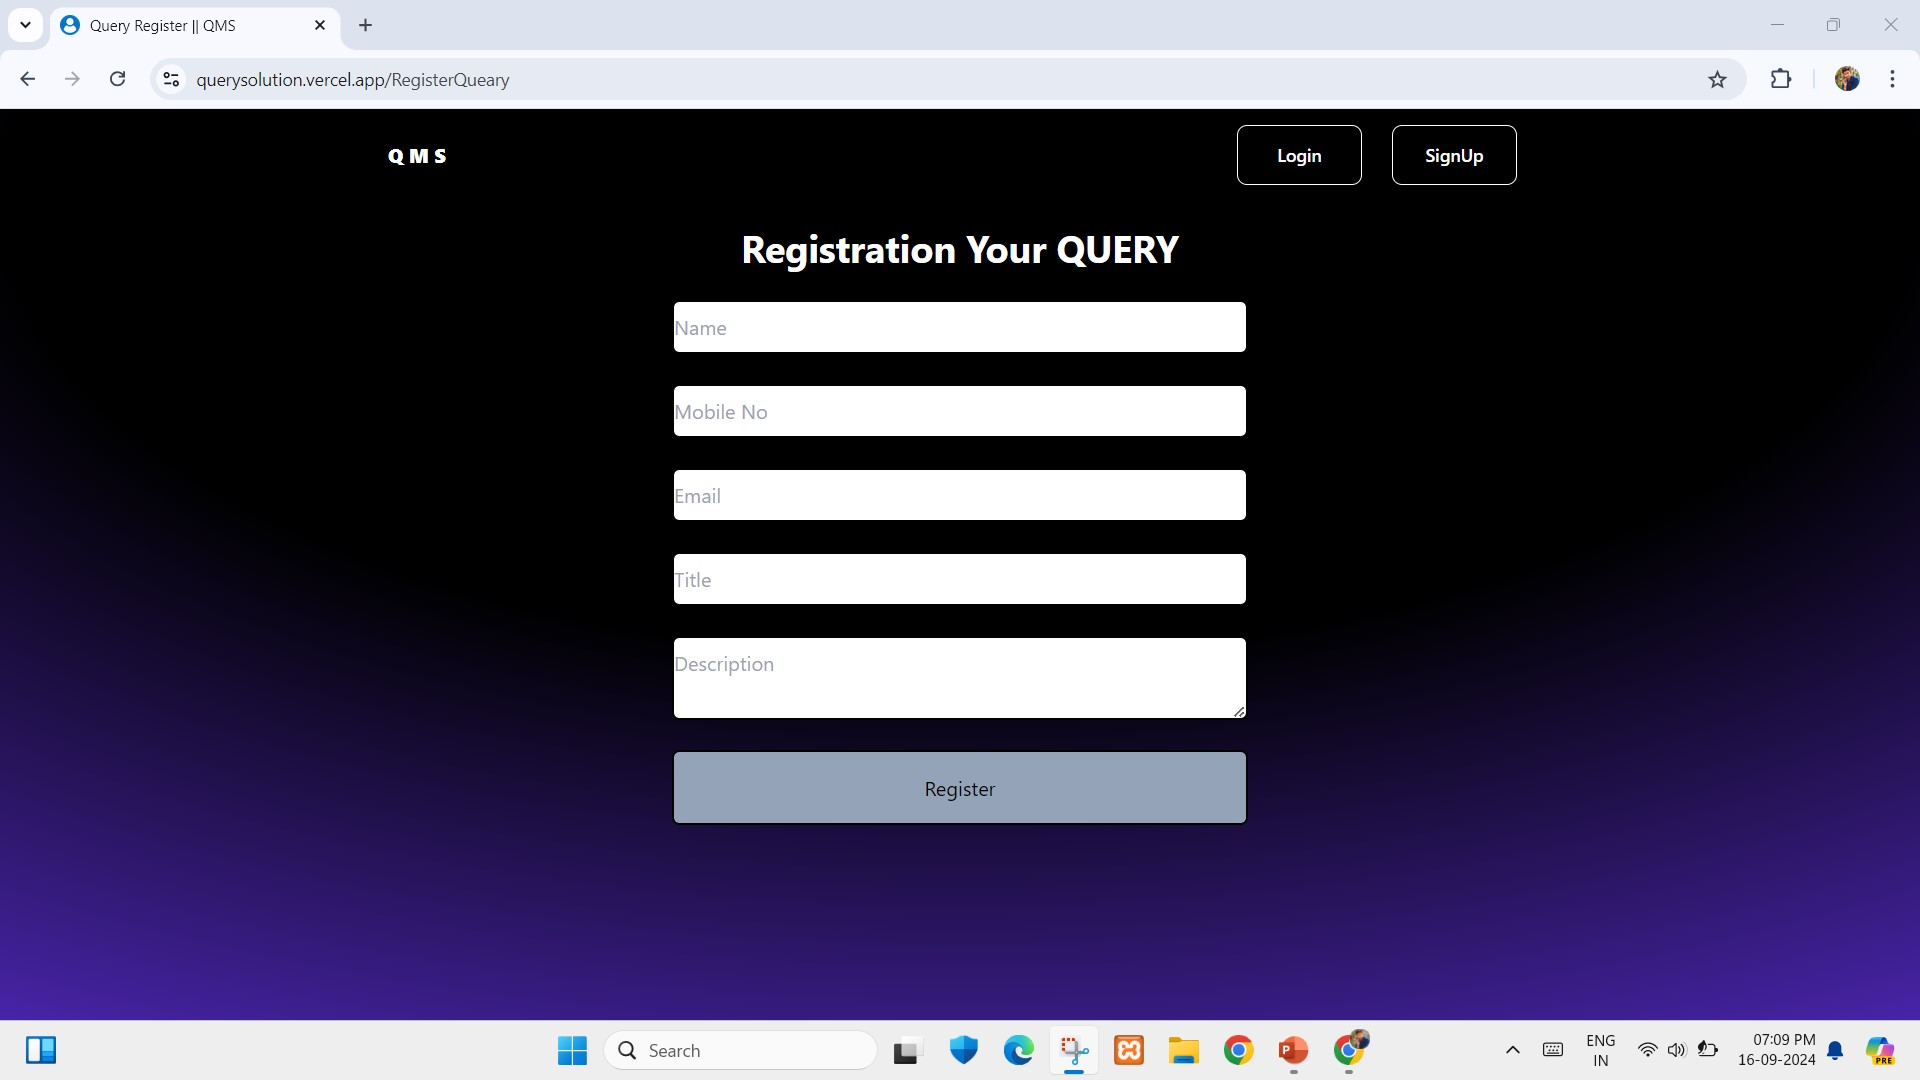 Query Register || QMS
querysolution.vercel.app/RegisterQueary
QMS
Login
SignUp
Registration Your QUERY
Name
Mobile No
Email
Title
Description
Register
Search
ENG
IN
07:09 PM
16-09-2024
PRE